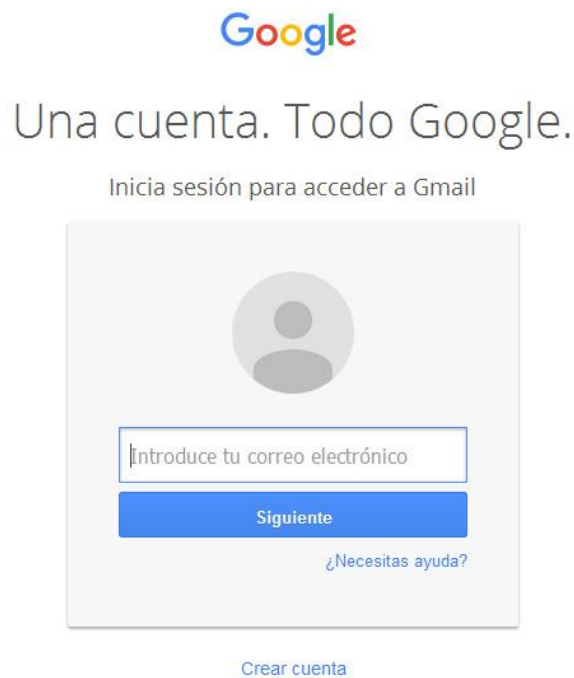 Google
Una cuenta. Todo Google.
Inicia sesión para acceder a Gmail
Introduce tu correo electrónico
Siguiente
¿Necesitas ayuda?
Crear cuenta